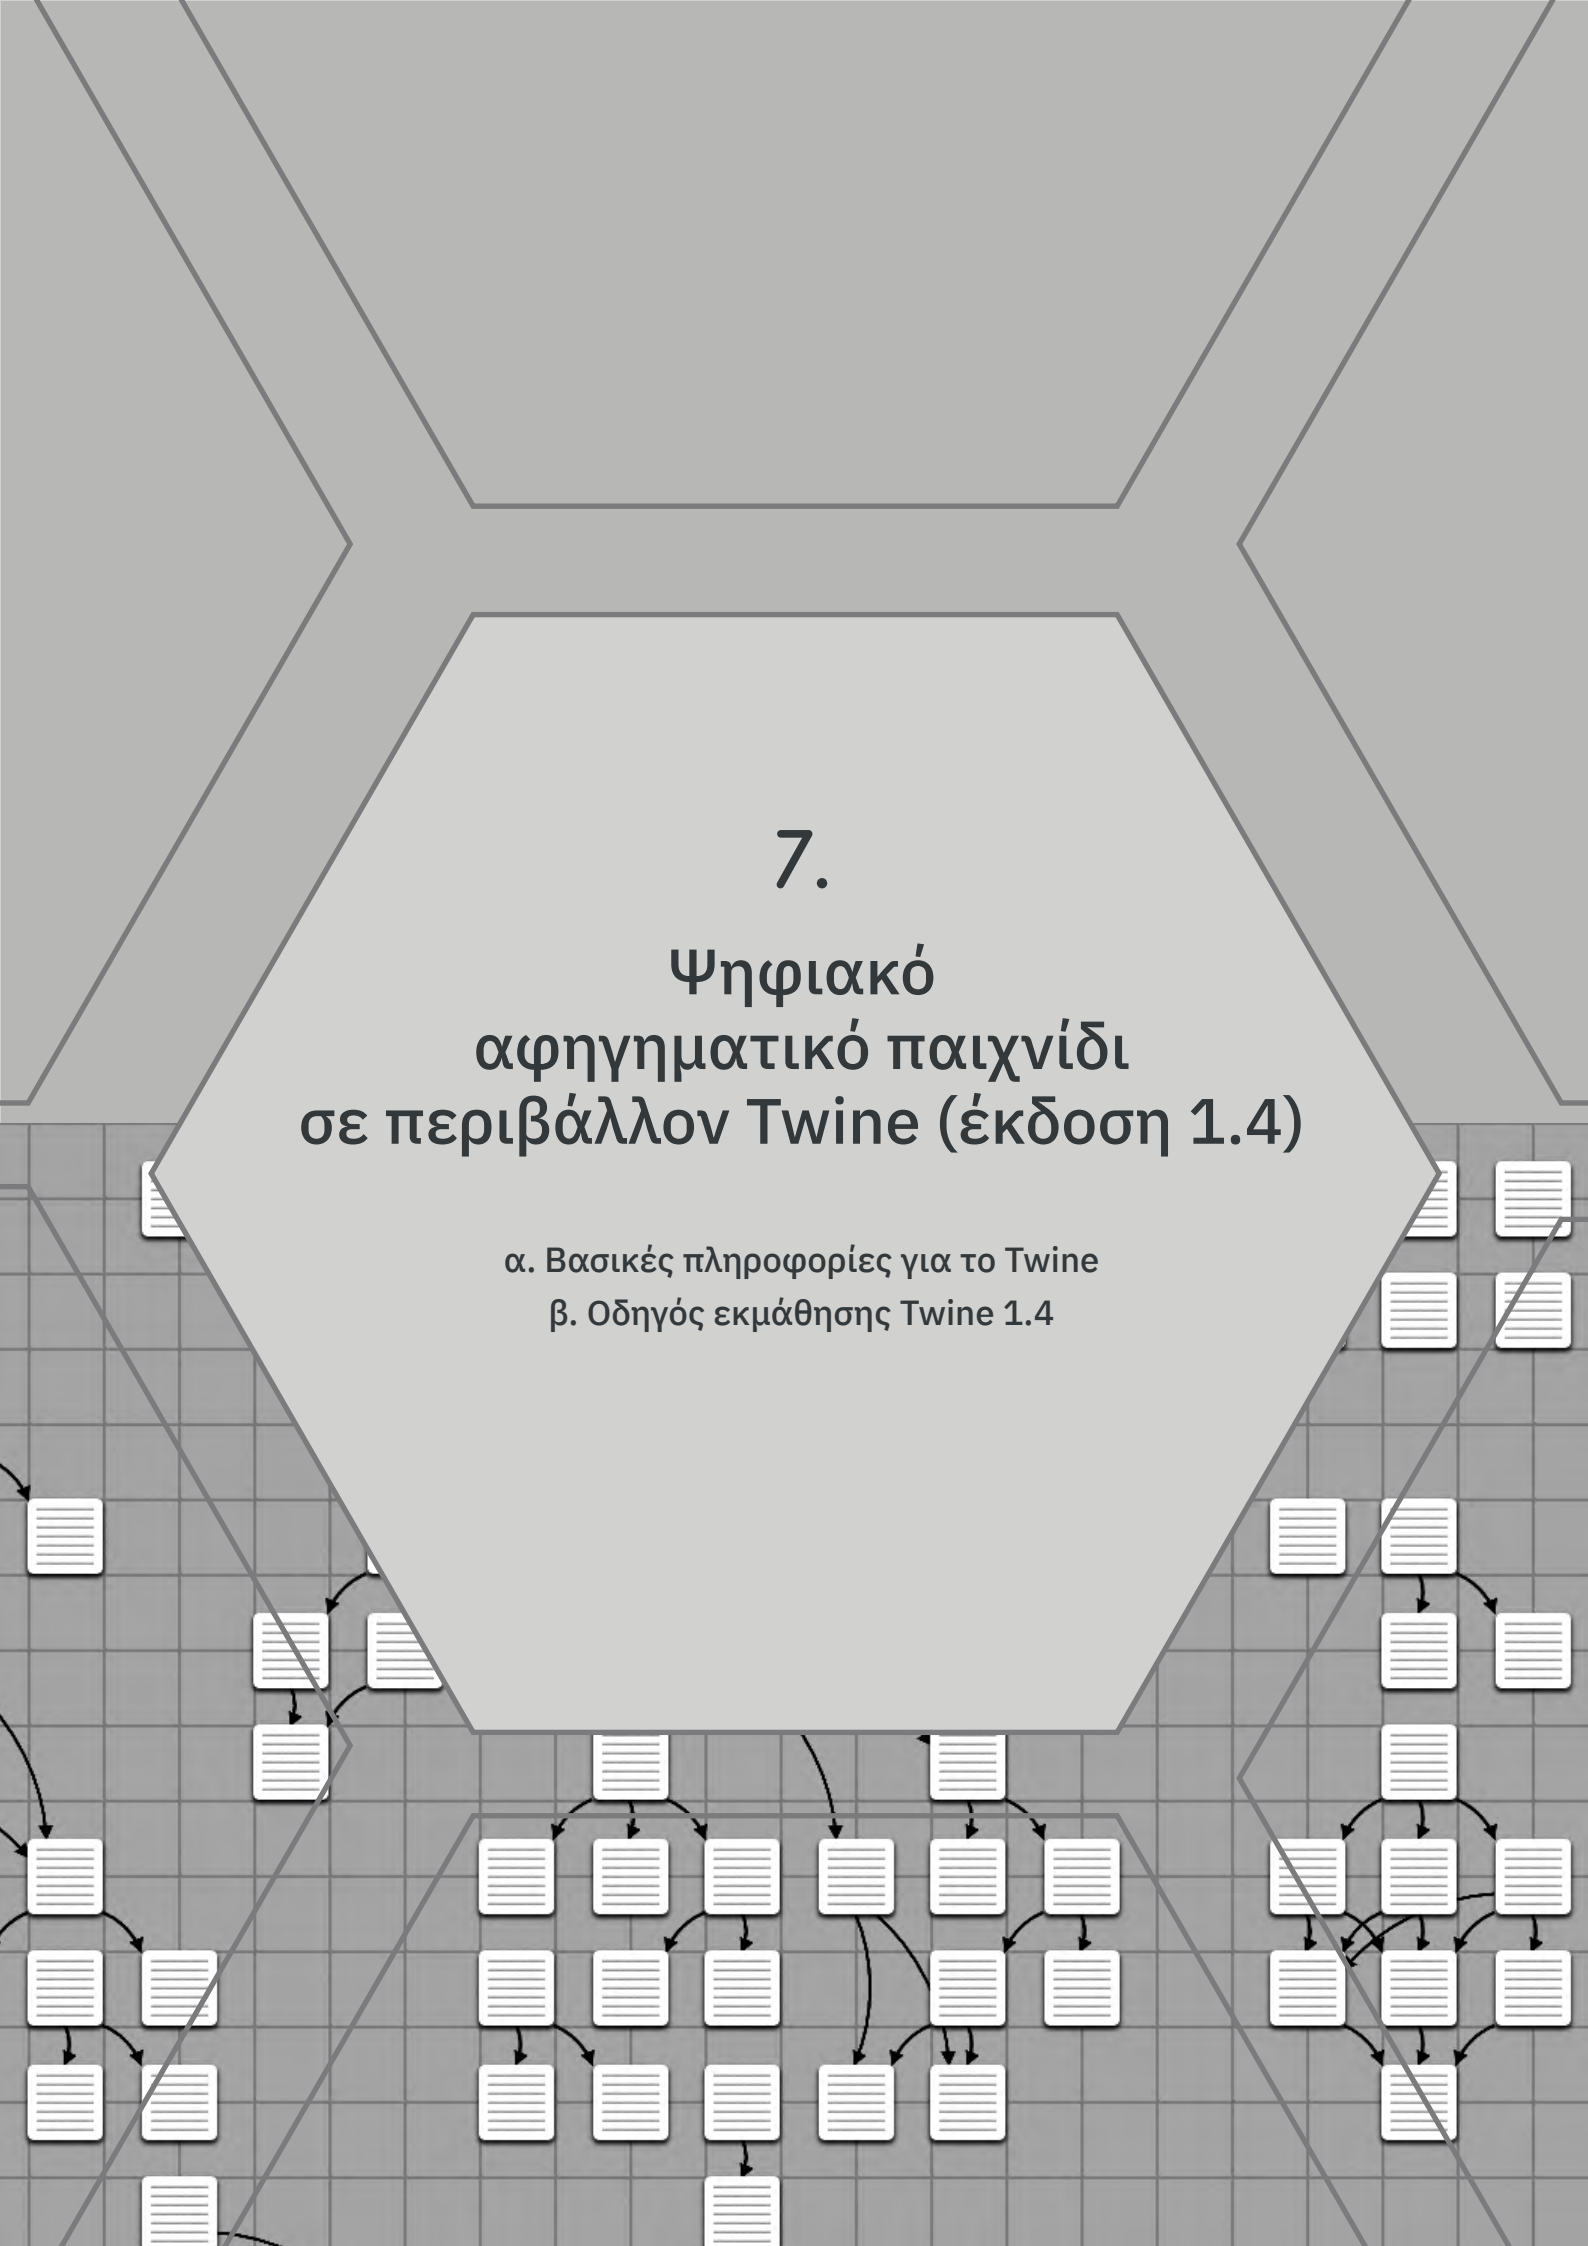 7.
Ψηφιακό
αφηγηματικό παιχνίδι
σε περιβάλλον Twine (έκδοση 1.4)
α. Βασικές πληροφορίες για το Twine
β. Οδηγός εκμάθησης Twine 1.4